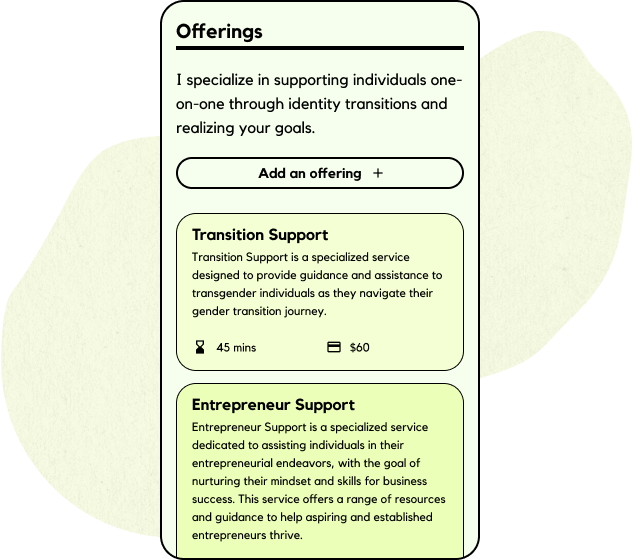 Offerings
I specialize in supporting individuals one-
on-one through identity transitions and
realizing your goals.
Add an offering +
Transition Support
Transition Support is a specialized service
designed to provide guidance and assistance to
transgender individuals as they navigate their
gender transition journey.
45 mins $60
Entrepreneur Support
Entrepreneur Support is a specialized service
dedicated to assisting individuals in their
entrepreneurial endeavors, with the goal of
nurturing their mindset and skills for business
success. This service offers a range of resources
and guidance to help aspiring and established
entrepreneurs thrive.